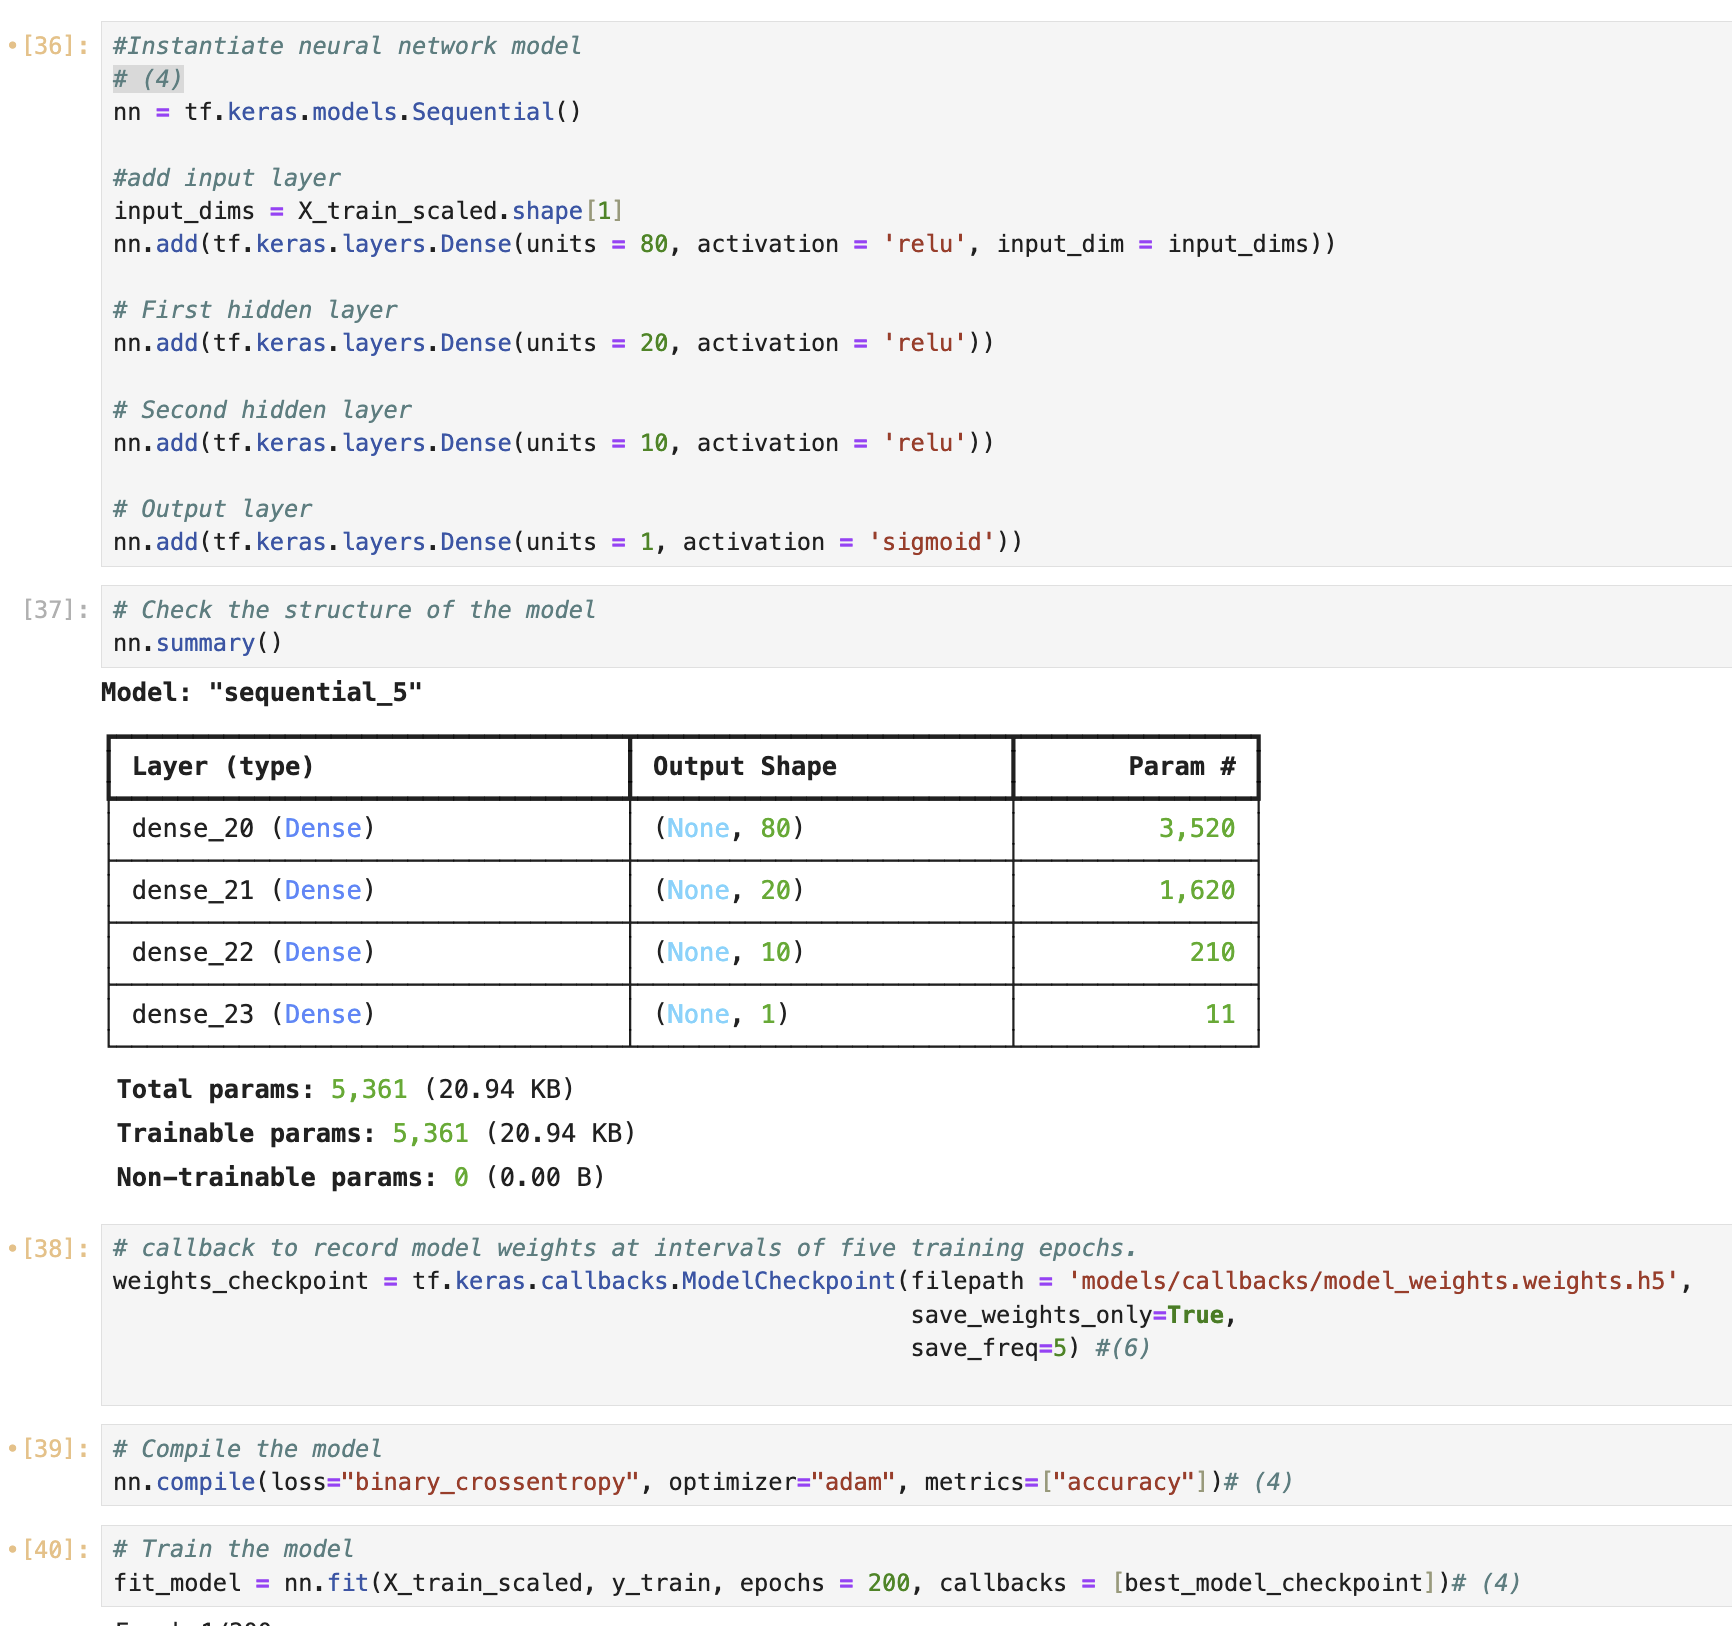 •[36]: #Instantiate neural network model
# (4)
nn = tf.keras.models.Sequential()
#add input layer
input_dims = X_train_scaled.shape[1]
nn.add(tf.keras.layers.Dense(units = 80, activation = 'relu', input_dim = input_dims))
# First hidden layer
nn.add(tf.keras.layers.Dense(units = 20, activation = 'relu'))
# Second hidden layer
nn.add(tf.keras.layers.Dense(units = 10, activation = 'relu'))
# Output layer
nn.add(tf.keras.layers.Dense(units = 1, activation = 'sigmoid'))
[37]: # Check the structure of the model
nn.summary()
Model: "sequential_5"
Layer (type) Output Shape Param #
dense_20 (Dense) (None, 80) 3,520
dense_21 (Dense) (None, 20) 1,620
dense_22 (Dense) (None, 10) 210
dense_23 (Dense) (None, 1) 11
Total params: 5,361 (20.94 KB)
Trainable params: 5,361 (20.94 KB)
Non-trainable params: 0 (0.00 B)
•[38]: # callback to record model weights at intervals of five training epochs.
weights_checkpoint = tf.keras.callbacks.ModelCheckpoint(filepath = 'models/callbacks/model_weights.weights.h5',
save_weights_only=True,
save_freq=5) #(6)
•[39]: # Compile the model
nn.compile(loss="binary_crossentropy", optimizer="adam", metrics=["accuracy"])# (4)
•[40]: # Train the model
fit_model = nn.fit(X_train_scaled, y_train, epochs = 200, callbacks = [best_model_checkpoint])# (4)